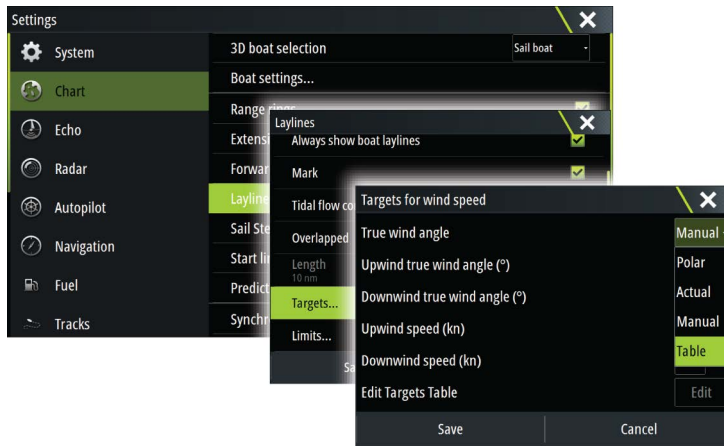 Settings
System
Chart
Echo
Radar
Autopilot
Navigation
Fuel
Tracks
3D boat selection
Sail boat
Boat settings...
Range rings
Extensi
Forwar
Layline
Sail Ste
Start li
Predict
Synchr
Laylines
Always show boat laylines
Mark
Tidal flow co
Overlapped
Length
10 nm
Targets...
Limits...
Sa
Targets for wind speed
True wind angle
Manual
Upwind true wind angle (°)
Polar
Downwind true wind angle (°)
Actual
Upwind speed (kn)
Manual
Downwind speed (kn)
Table
Edit Targets Table
Edit
Save
Cancel